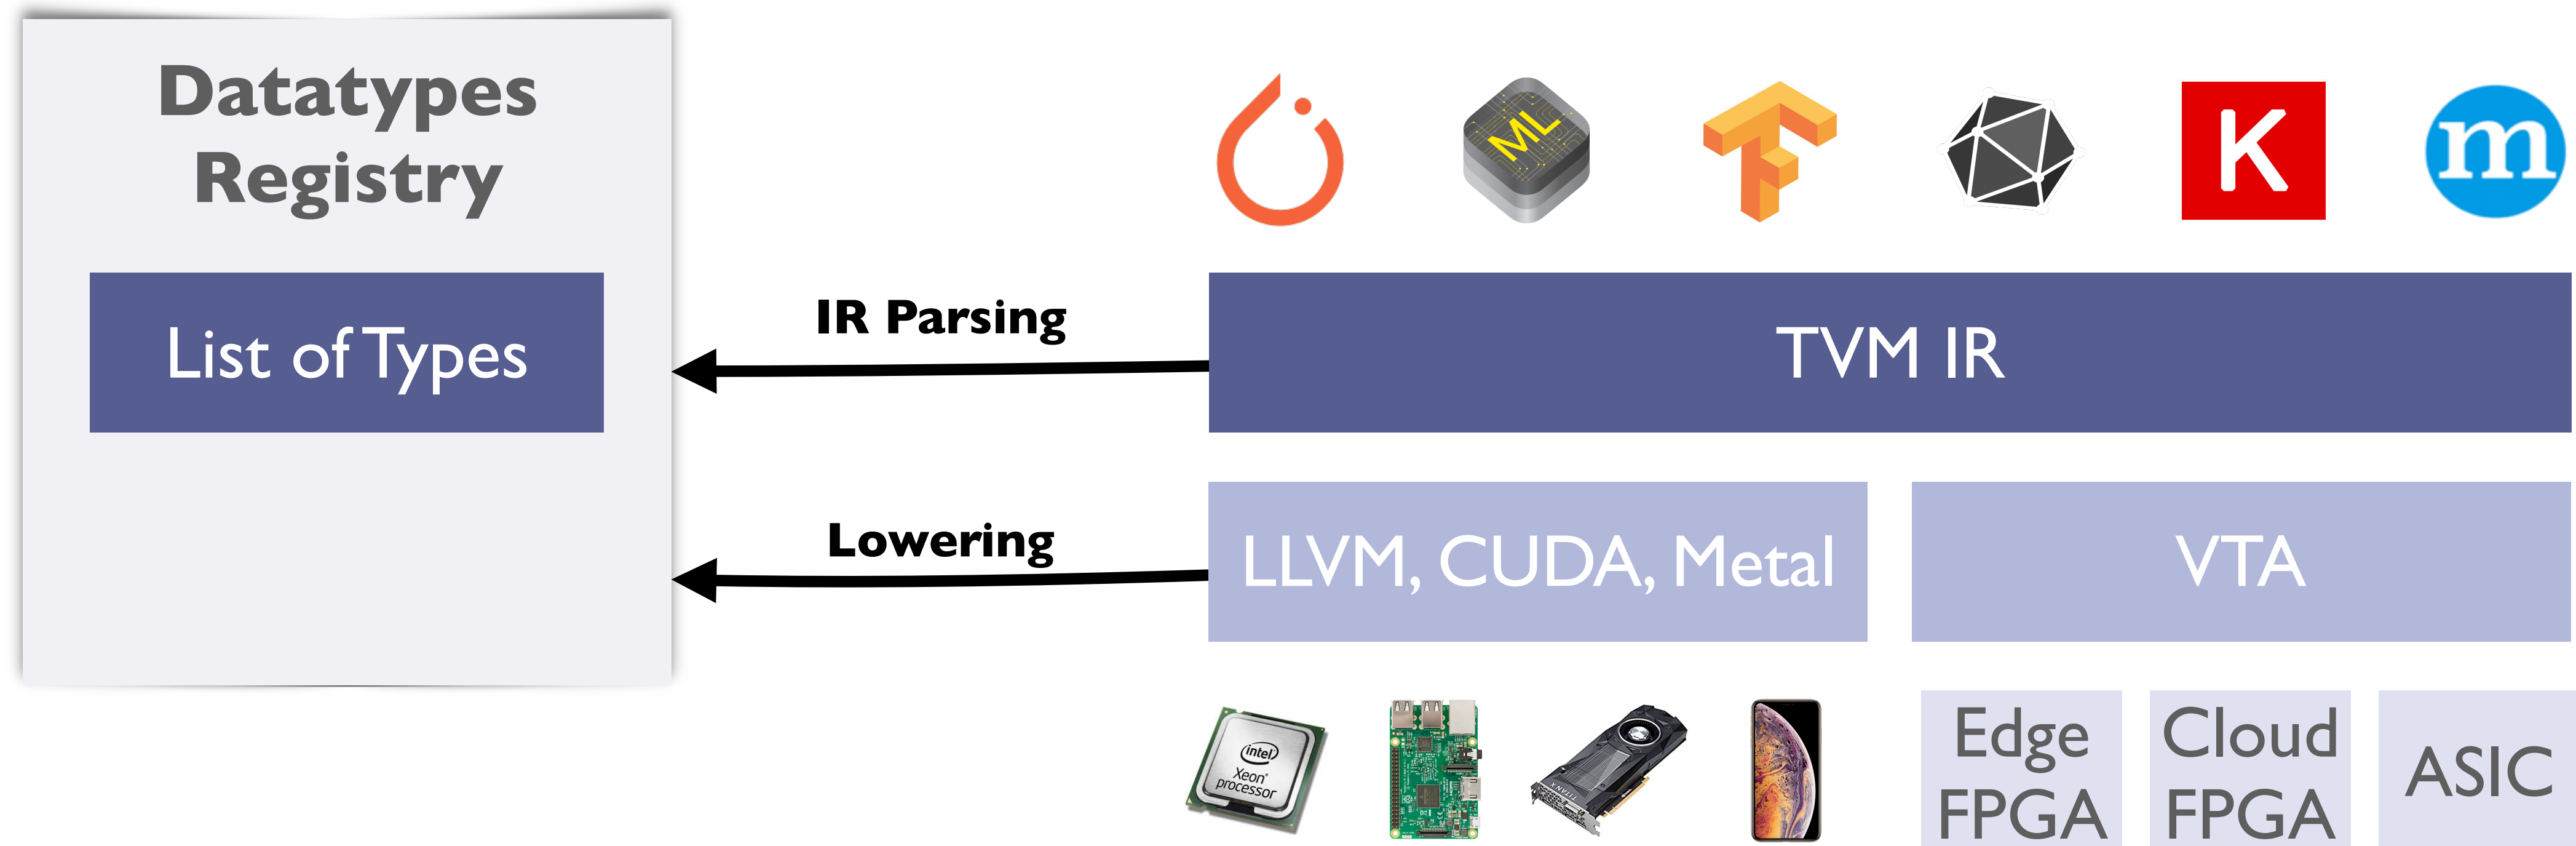 Datatypes
Registry
List of Types
IR Parsing
Lowering
ML
K
m
TVM IR
LLVM, CUDA, Metal
VTA
intel
Xeon®
processor
TITAN X
Edge
FPGA
Cloud
FPGA
ASIC